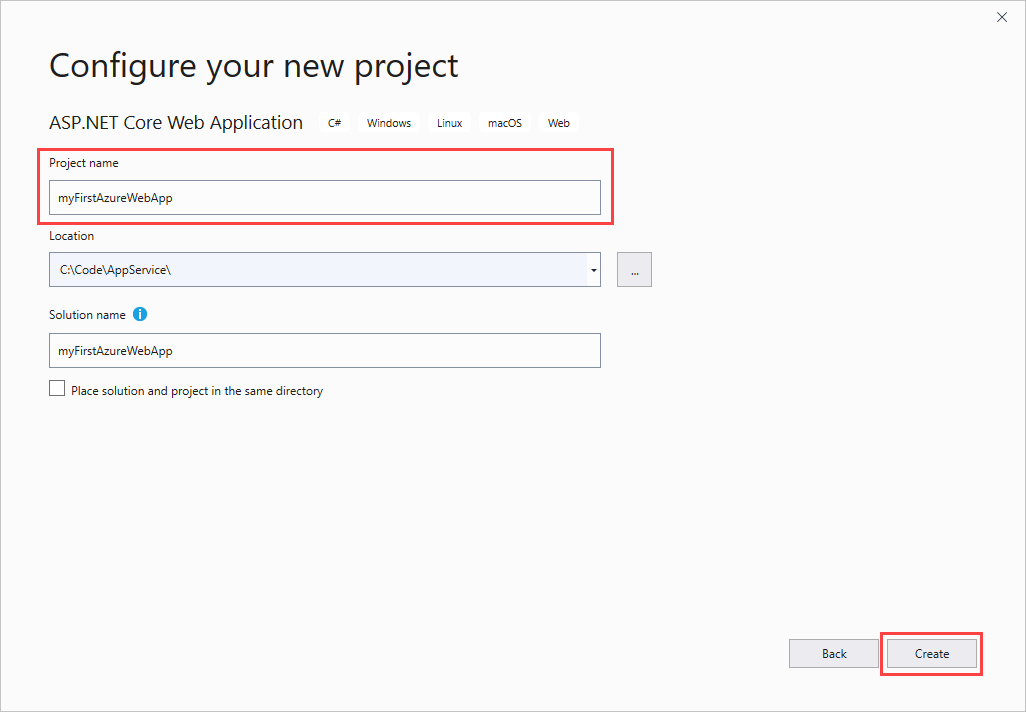 Configure your new project
ASP.NET Core Web Application C# Windows Linux macOS Web
Project name
myFirstAzureWebApp
Location
C:\Code\AppService\
...
Solution name
myFirstAzureWebApp
Place solution and project in the same directory
Back Create